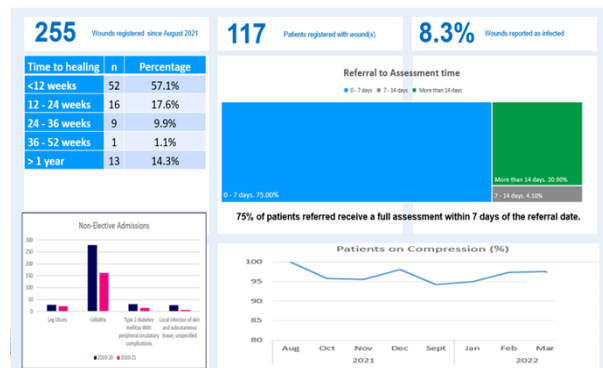 255 Wounds registered since August 2021
117 Patients registered with wound(s)
8.3% Wounds reported as infected
Time to healing n Percentage
<12 weeks 52 57.1%
12 - 24 weeks 16 17.6%
24 - 36 weeks 9 9.9%
36 - 52 weeks 1 1.1%
> 1 year 13 14.3%
Referral to Assessment time
0 - 7 days 7 - 14 days More than 14 days
More than 14 days, 20.90%
0 - 7 days, 75.00%
7 - 14 days, 4.10%
75% of patients referred receive a full assessment within 7 days of the referral date.
Non-Elective Admissions
300
250
200
150
100
50
0
Leg Ulcers
Cellulitis
Type 2 diabetes
mellitus With
peripheral circulatory
complications
Local infection of skin
and subcutaneous
tissue, unspecified
2019-20 2020-21
Patients on Compression (%)
100
95
90
85
80
Aug Oct Nov Dec Sept Jan Feb Mar
2021 2022